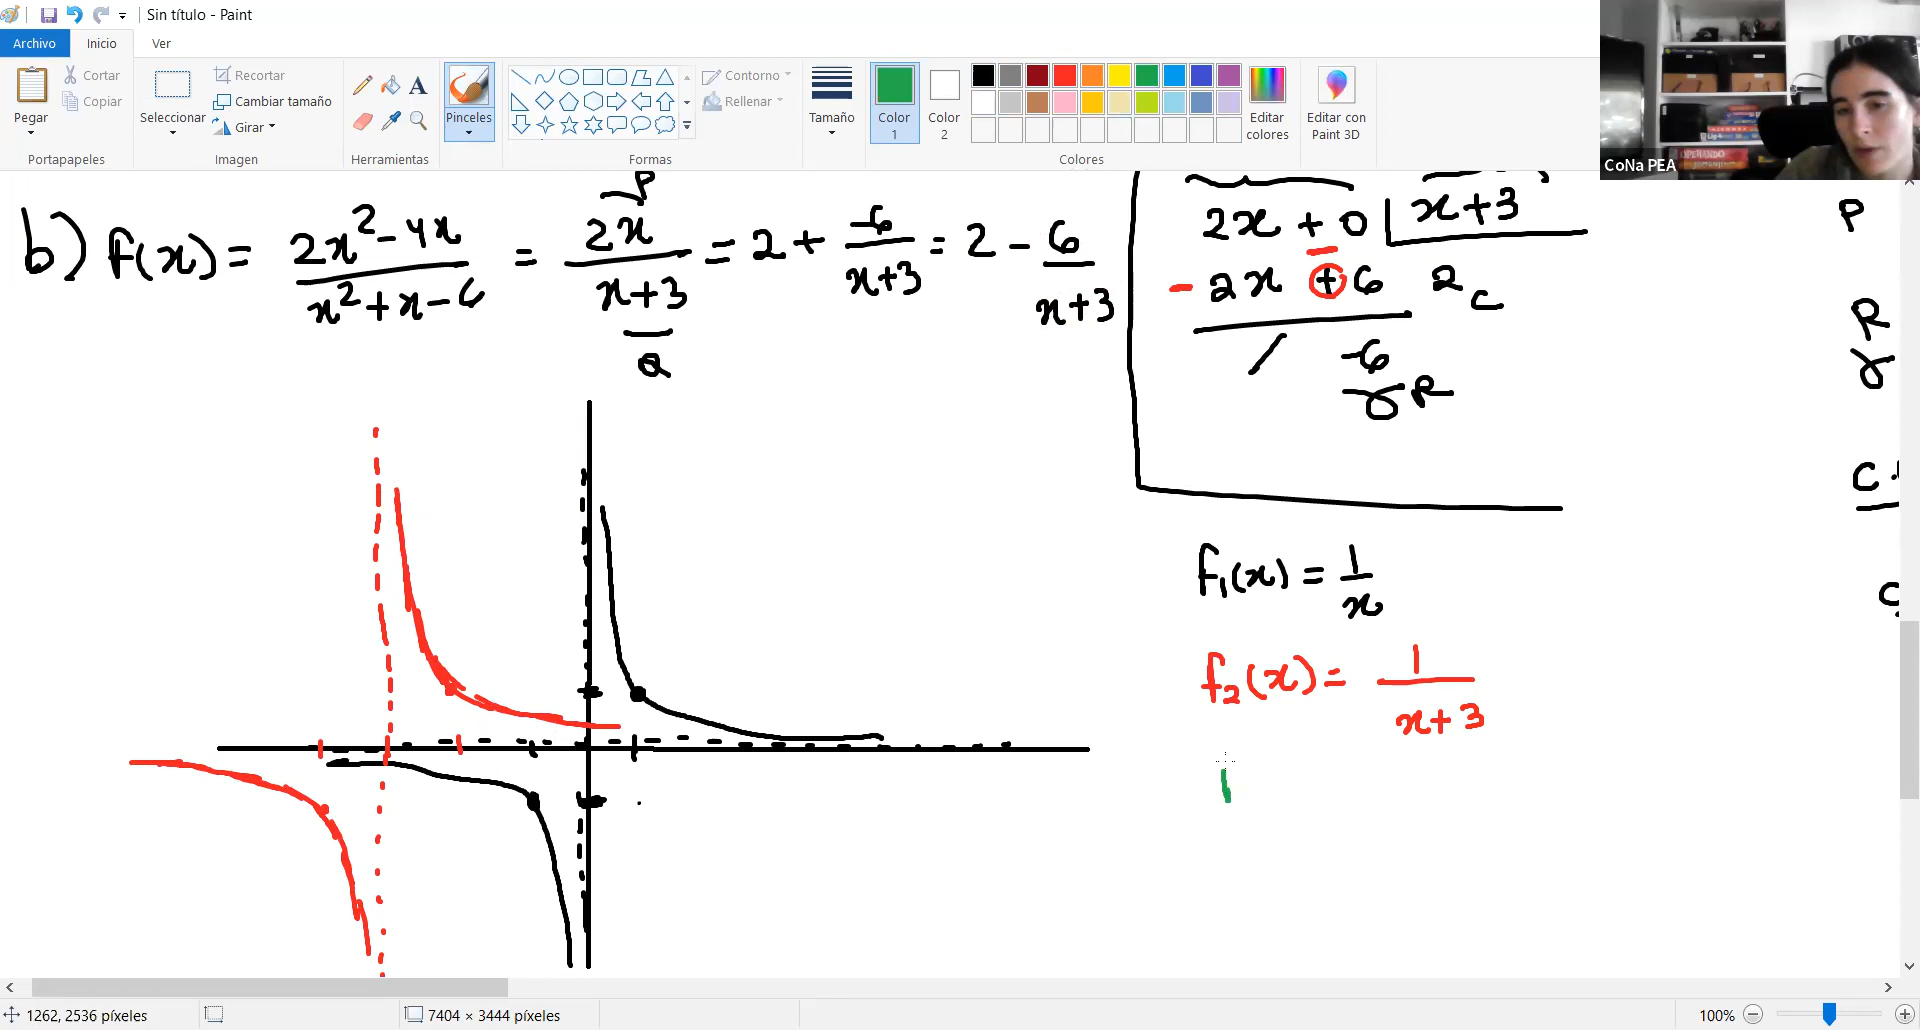 Sin título - Paint
Archivo Inicio Ver
Pegar
Cortar
Copiar
Portapapeles
Seleccionar
Recortar
Cambiar tamaño
Girar
Imagen
A
Herramientas
Pinceles
Contorno
Rellenar
Formas
Tamaño
Color 1
Color 2
Editar colores
Colores
Editar con Paint 3D
CoNa PEA
OPERANDO
P
b) f(x) = 2x² - 4x / x² + x - 6 = 2x / x + 3 = 2 + -6 / x + 3 = 2 - 6 / x + 3
Q
2x + 0 | x + 3
- 2x + 6 2 C
/ -6
R
P
R
C
f₁(x) = 1 / x
f₂(x) = 1 / x + 3
1262, 2536 píxeles
7404 × 3444 píxeles
100%